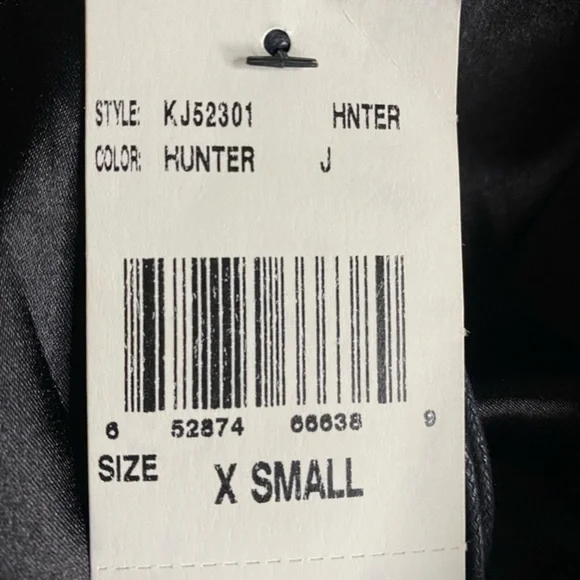 STYLE: KJ52301 HNTER
COLOR: HUNTER J
6 52874 66638 9
SIZE X SMALL